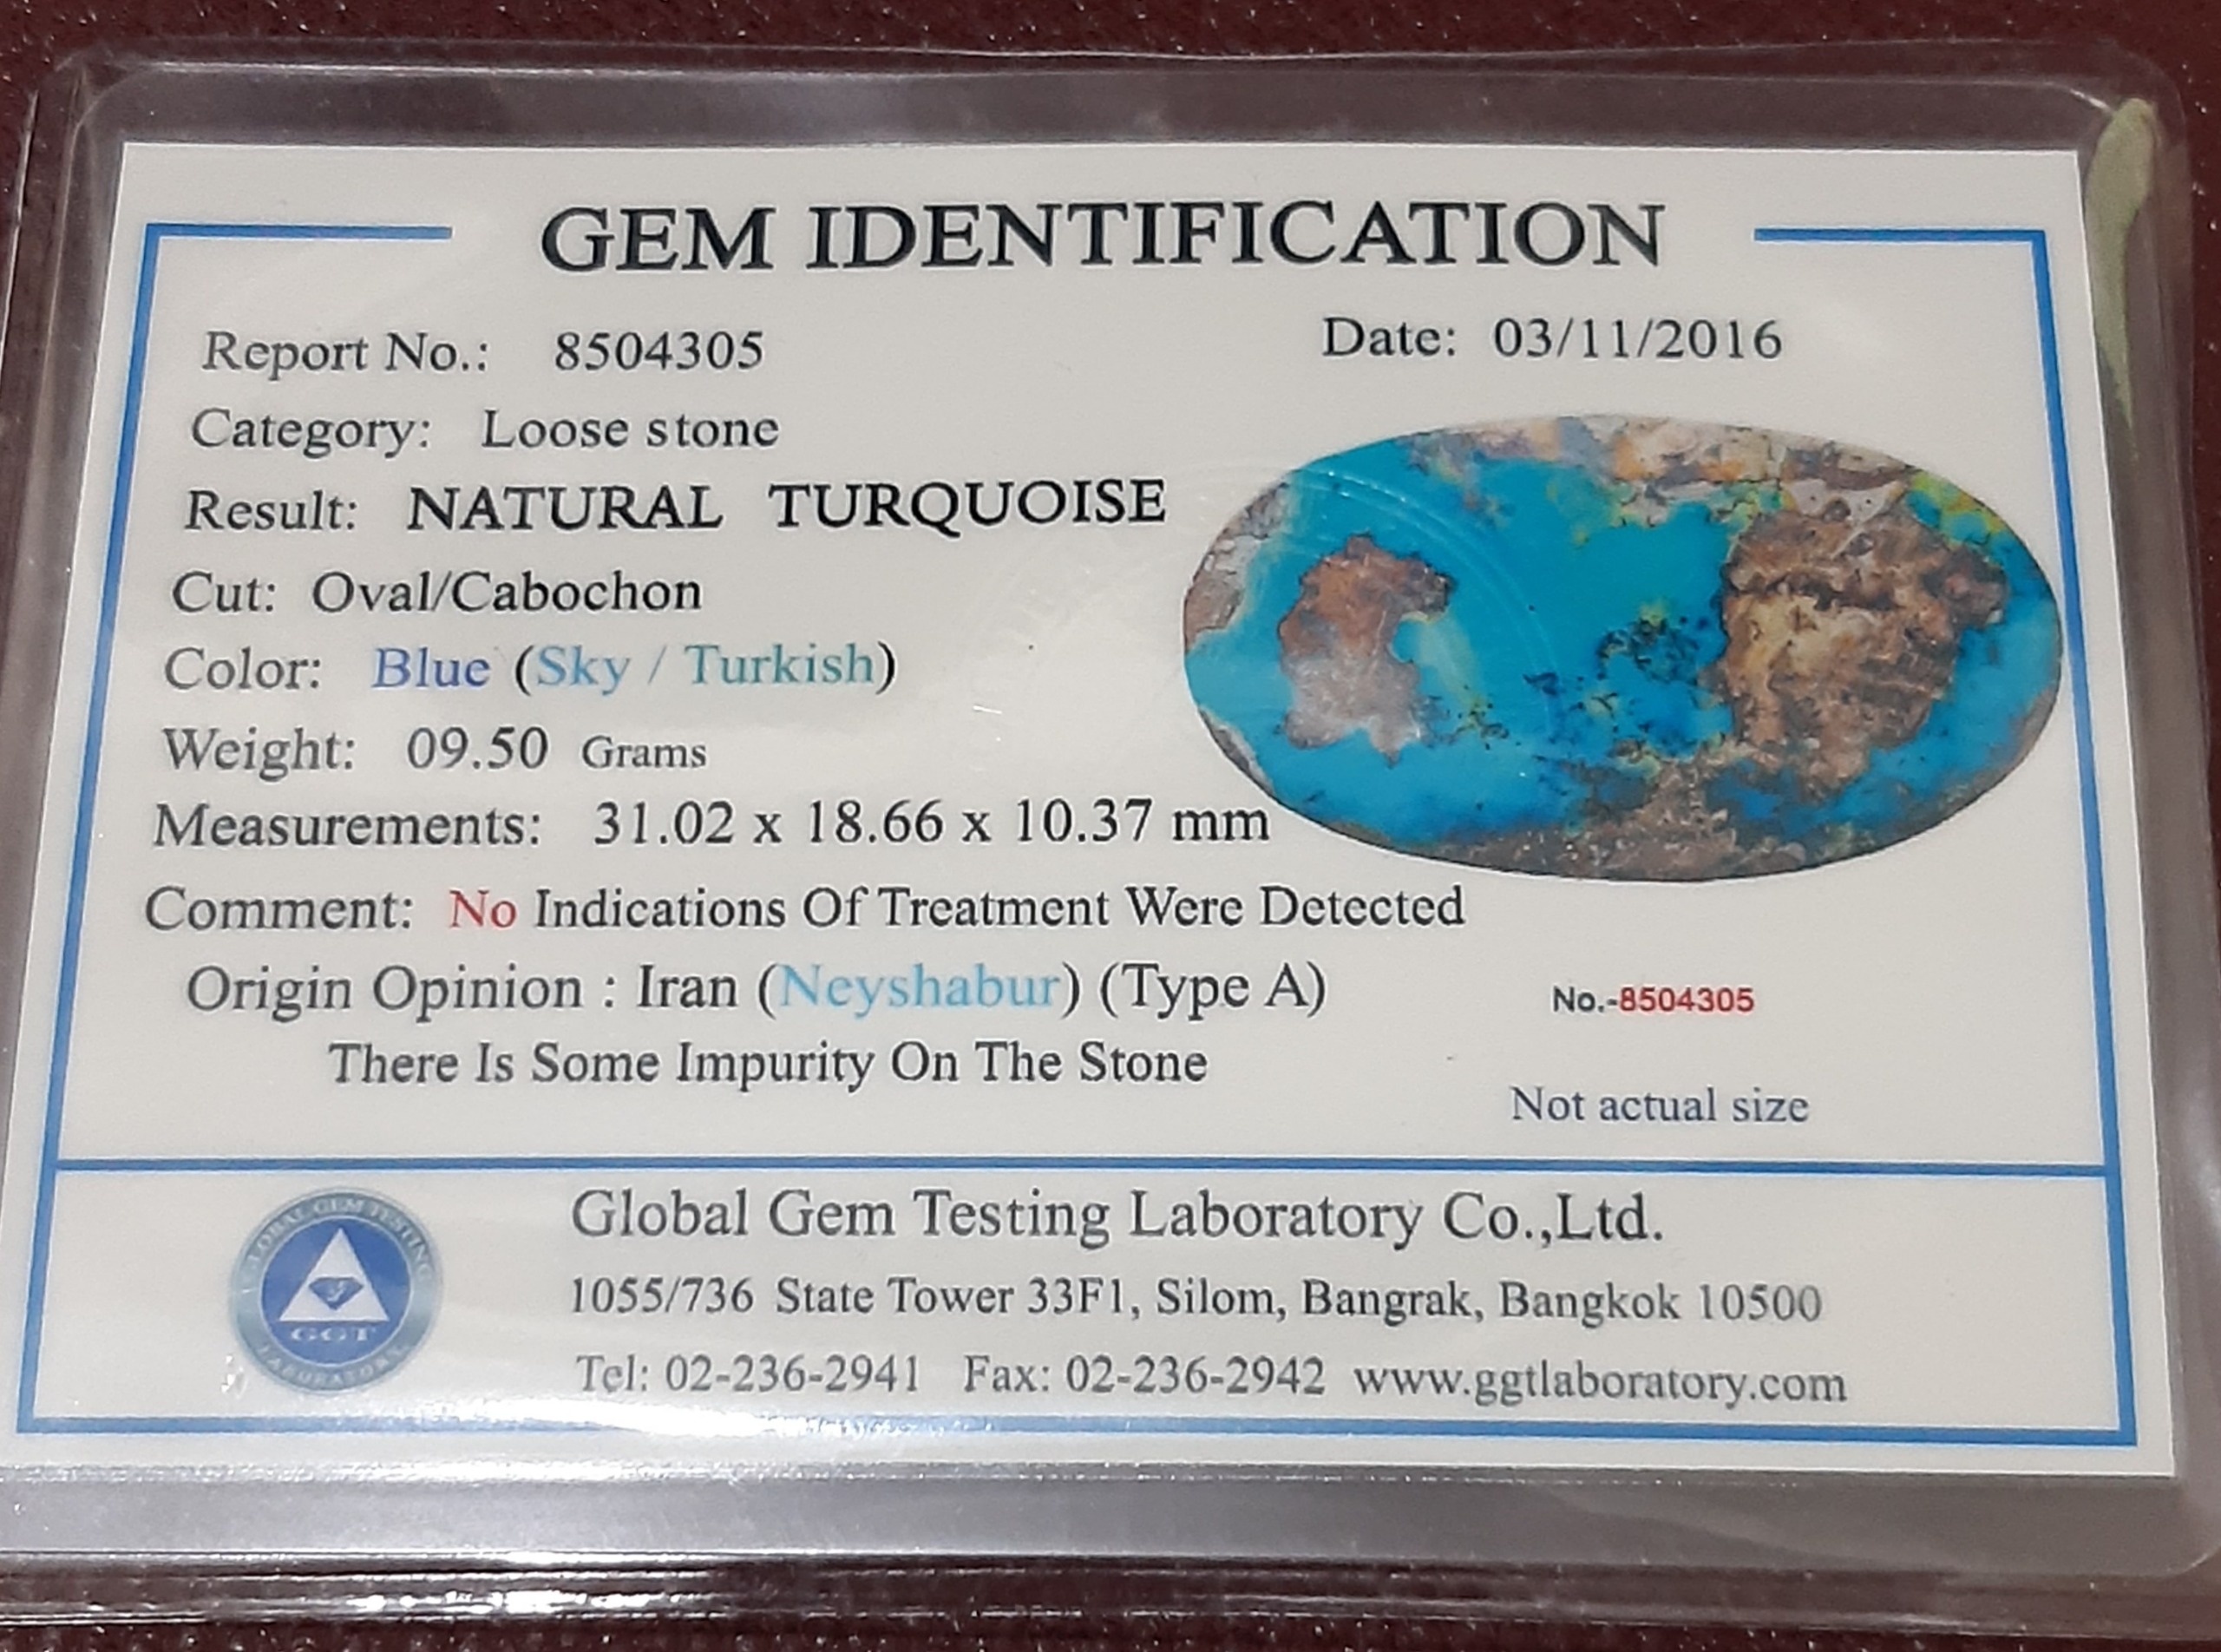 GEM IDENTIFICATION
Report No.: 8504305
Date: 03/11/2016
Category: Loose stone
Result: NATURAL TURQUOISE
Cut: Oval/Cabochon
Color: Blue (Sky / Turkish)
Weight: 09.50 Grams
Measurements: 31.02 x 18.66 x 10.37 mm
Comment: No Indications Of Treatment Were Detected
Origin Opinion : Iran (Neyshabur) (Type A)
No.-8504305
There Is Some Impurity On The Stone
Not actual size
GLOBAL GEM TESTING
GGT
LABORATORY
Global Gem Testing Laboratory Co.,Ltd.
1055/736 State Tower 33F1, Silom, Bangrak, Bangkok 10500
Tel: 02-236-2941 Fax: 02-236-2942 www.ggtlaboratory.com